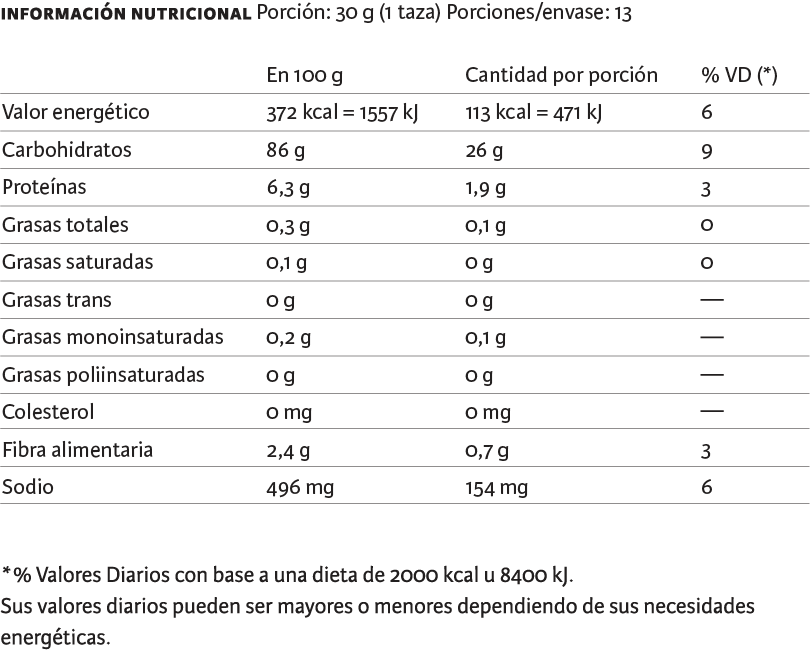 INFORMACIÓN NUTRICIONAL Porción: 30 g (1 taza) Porciones/envase: 13
En 100 g Cantidad por porción % VD (*)
Valor energético 372 kcal = 1557 kJ 113 kcal = 471 kJ 6
Carbohidratos 86 g 26 g 9
Proteínas 6,3 g 1,9 g 3
Grasas totales 0,3 g 0,1 g 0
Grasas saturadas 0,1 g 0 g 0
Grasas trans 0 g 0 g —
Grasas monoinsaturadas 0,2 g 0,1 g —
Grasas poliinsaturadas 0 g 0 g —
Colesterol 0 mg 0 mg —
Fibra alimentaria 2,4 g 0,7 g 3
Sodio 496 mg 154 mg 6
*% Valores Diarios con base a una dieta de 2000 kcal u 8400 kJ.
Sus valores diarios pueden ser mayores o menores dependiendo de sus necesidades
energéticas.